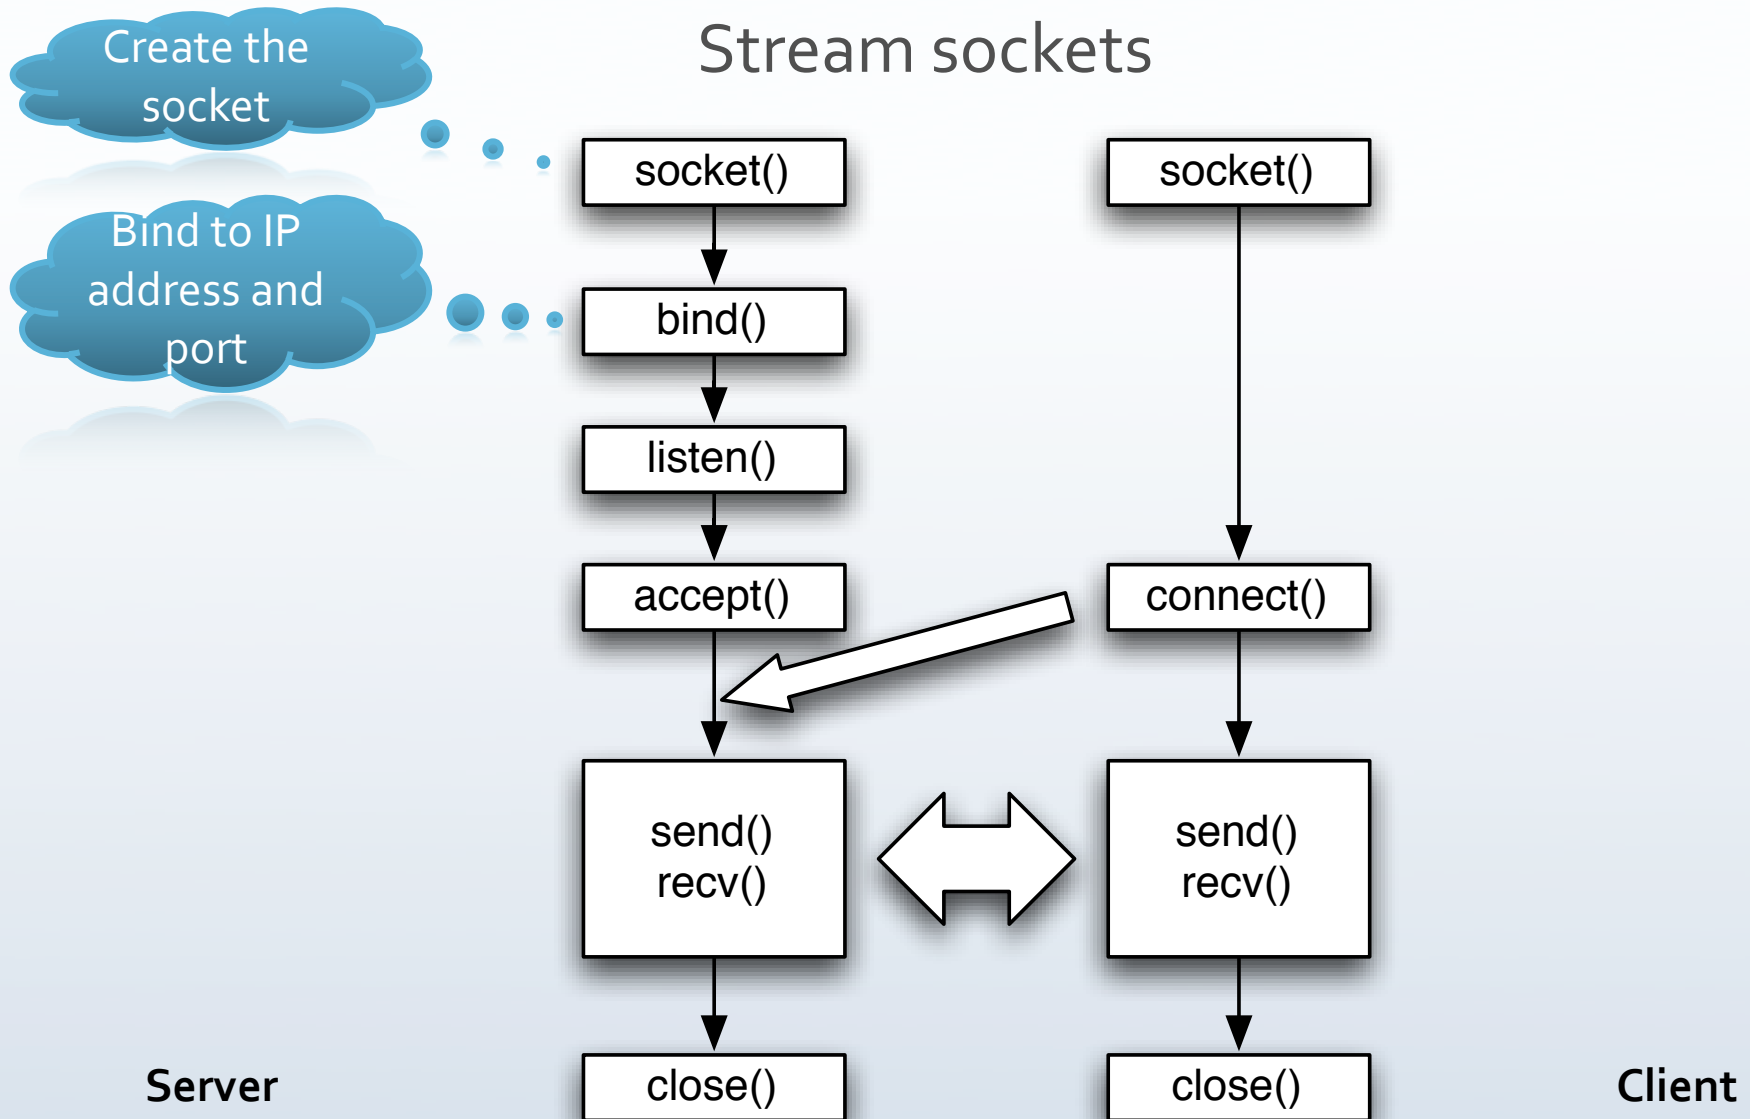 Stream sockets
Create the
socket
Bind to IP
address and
port
socket()
bind()
listen()
accept()
send()
recv()
close()
socket()
connect()
send()
recv()
close()
Server
Client